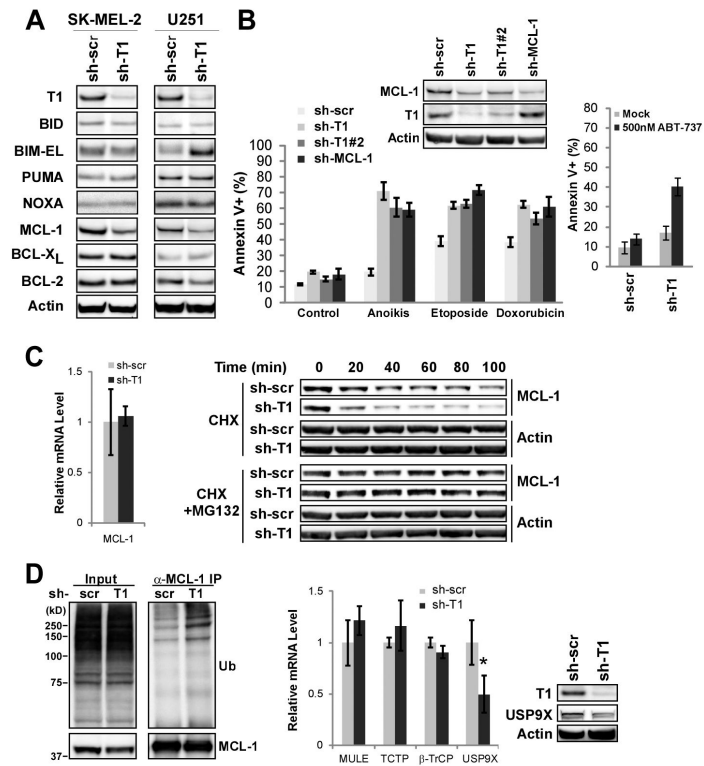 A
SK-MEL-2 U251
sh-scr sh-T1 sh-scr sh-T1
T1
BID
BIM-EL
PUMA
NOXA
MCL-1
BCL-XL
BCL-2
Actin
B
sh-scr sh-T1 sh-T1#2 sh-MCL-1
MCL-1
T1
Actin
sh-scr
sh-T1
sh-T1#2
sh-MCL-1
Annexin V+ (%)
100
90
80
70
60
50
40
30
20
10
0
Control Anoikis Etoposide Doxorubicin
Mock
500nM ABT-737
Annexin V+ (%)
80
70
60
50
40
30
20
10
0
sh-scr sh-T1
C
sh-scr
sh-T1
Relative mRNA Level
1.5
1
0.5
0
MCL-1
Time (min) 0 20 40 60 80 100
CHX
sh-scr
sh-T1
MCL-1
sh-scr
sh-T1
Actin
CHX
+MG132
sh-scr
sh-T1
MCL-1
sh-scr
sh-T1
Actin
D
Input α-MCL-1 IP
sh- scr T1 scr T1
(kD)
250
150
100
75
37
Ub
MCL-1
sh-scr
sh-T1
Relative mRNA Level
1.5
1
0.5
0
*
MULE TCTP β-TrCP USP9X
sh-scr sh-T1
T1
USP9X
Actin